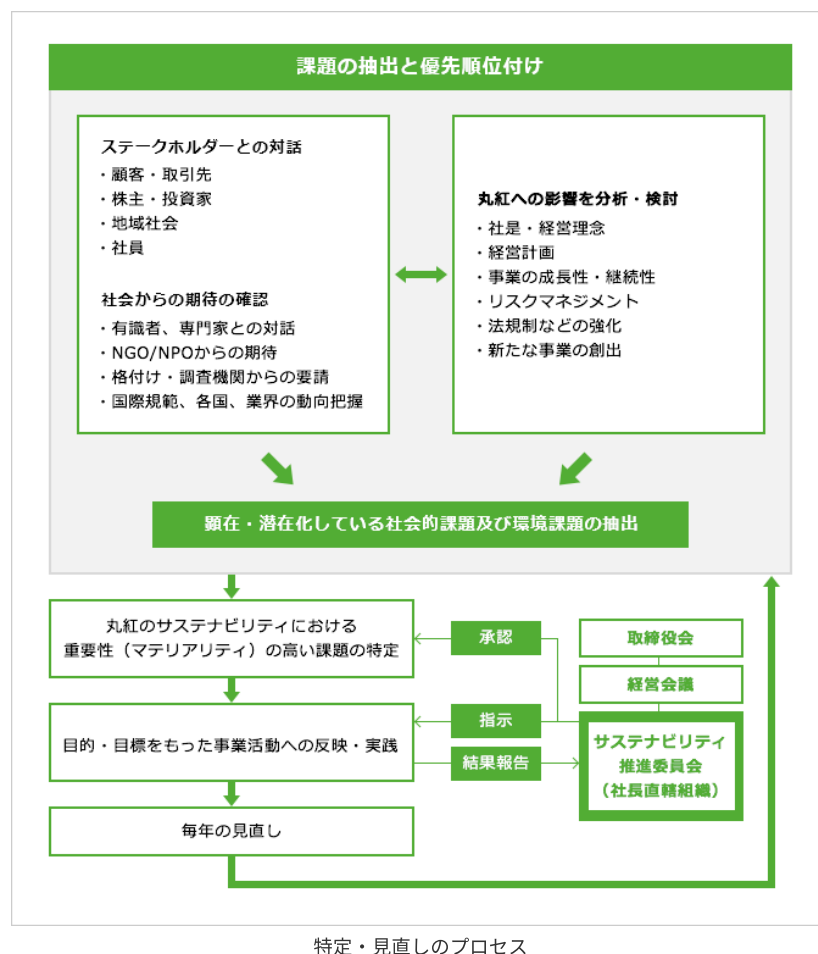 課題の抽出と優先順位付け
ステークホルダーとの対話
・顧客・取引先
・株主・投資家
・地域社会
・社員
社会からの期待の確認
・有識者、専門家との対話
・NGO/NPOからの期待
・格付け・調査機関からの要請
・国際規範、各国、業界の動向把握
丸紅への影響を分析・検討
・社是・経営理念
・経営計画
・事業の成長性・継続性
・リスクマネジメント
・法規制などの強化
・新たな事業の創出
顕在・潜在化している社会的課題及び環境課題の抽出
丸紅のサステナビリティにおける
重要性（マテリアリティ）の高い課題の特定
承認
取締役会
経営会議
目的・目標をもった事業活動への反映・実践
指示
結果報告
サステナビリティ
推進委員会
（社長直轄組織）
毎年の見直し
特定・見直しのプロセス